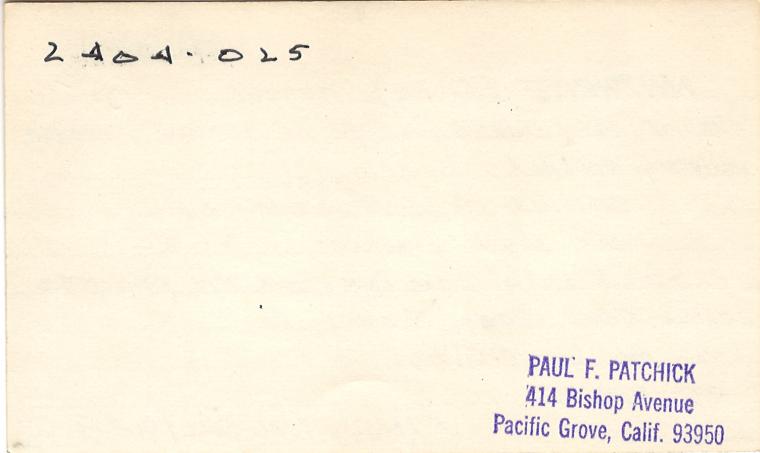 2404.025
PAUL F. PATCHICK
414 Bishop Avenue
Pacific Grove, Calif. 93950